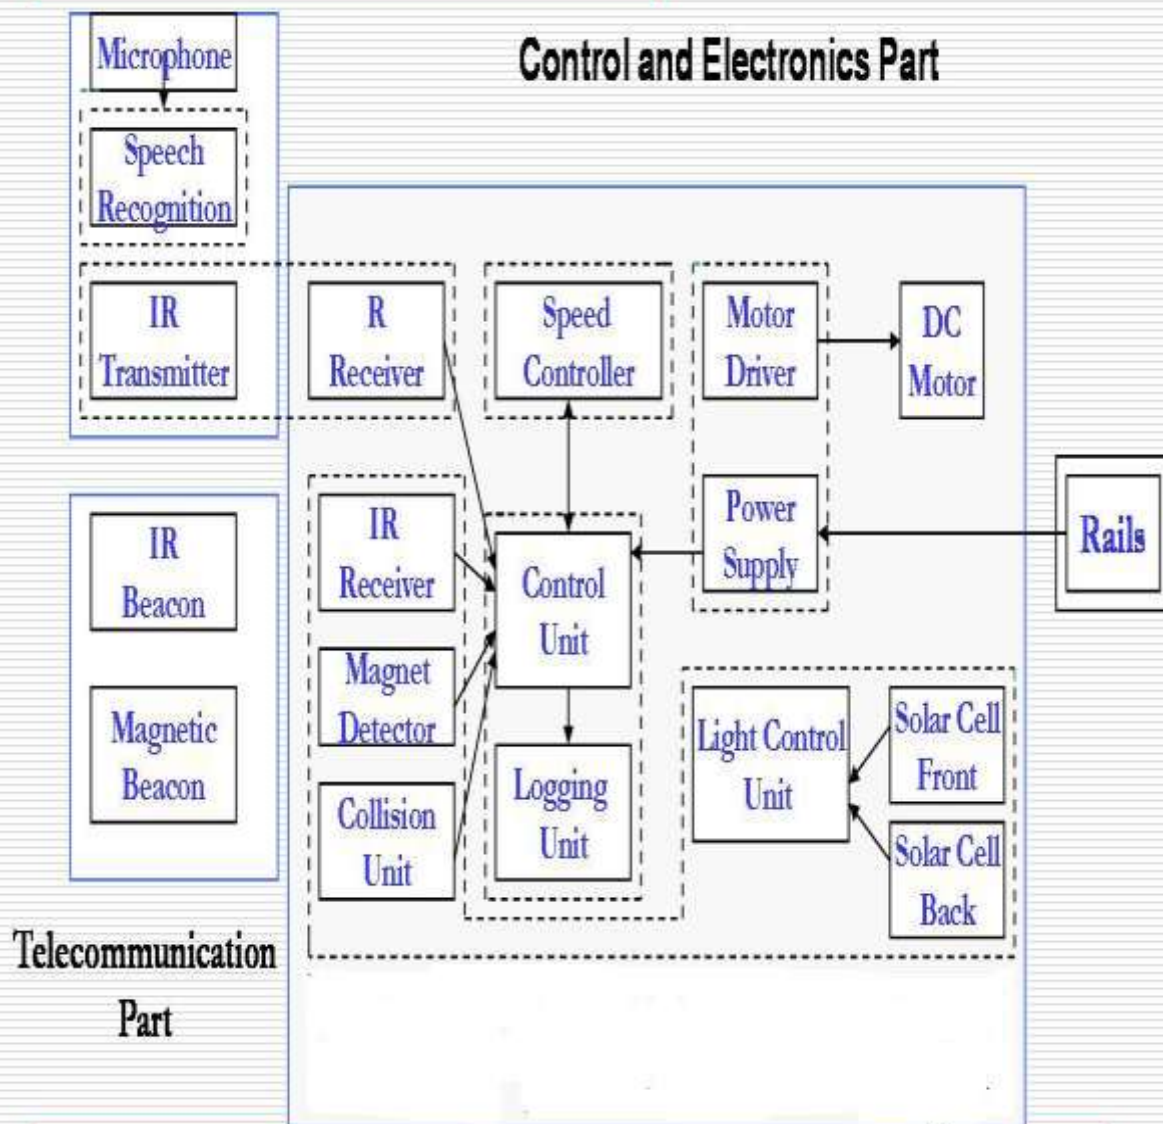 Control and Electronics Part
Microphone
Speech
Recognition
IR
Transmitter
R
Receiver
Speed
Controller
Motor
Driver
DC
Motor
IR
Beacon
Magnetic
Beacon
IR
Receiver
Magnet
Detector
Collision
Unit
Control
Unit
Logging
Unit
Power
Supply
Rails
Light Control
Unit
Solar Cell
Front
Solar Cell
Back
Telecommunication
Part